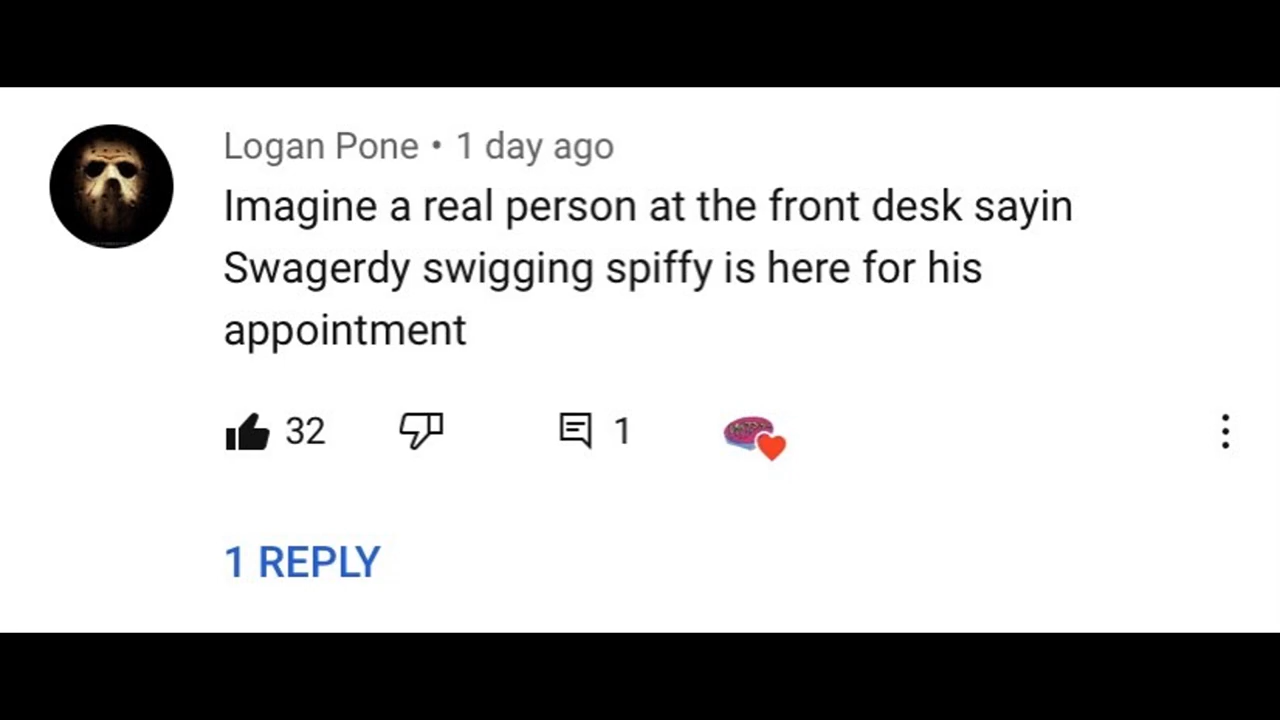 Logan Pone • 1 day ago
Imagine a real person at the front desk sayin
Swagerdy swigging spiffy is here for his
appointment
32 1
1 REPLY